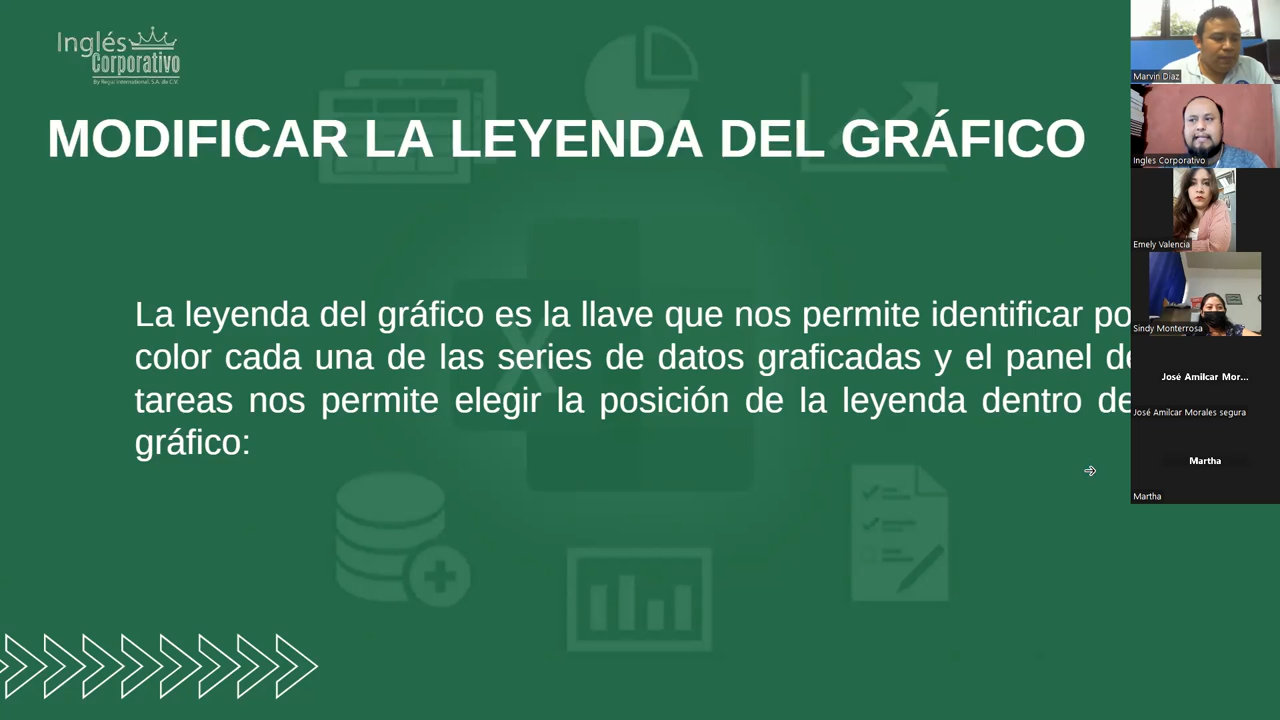 Inglés
Corporativo
By Regal International, S.A. de C.V.
MODIFICAR LA LEYENDA DEL GRÁFICO
La leyenda del gráfico es la llave que nos permite identificar po
color cada una de las series de datos graficadas y el panel de
tareas nos permite elegir la posición de la leyenda dentro de
gráfico:
Marvin Diaz
Ingles Corporativo
Emely Valencia
Sindy Monterrosa
José Amilcar Mor...
José Amilcar Morales segura
Martha
Martha